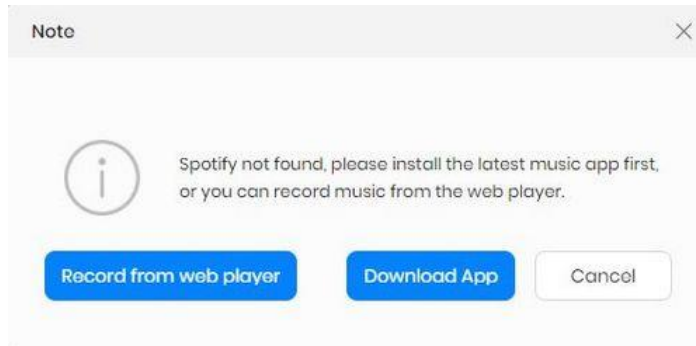 Note
Spotify not found, please install the latest music app first,
or you can record music from the web player.
Record from web player
Download App
Cancel